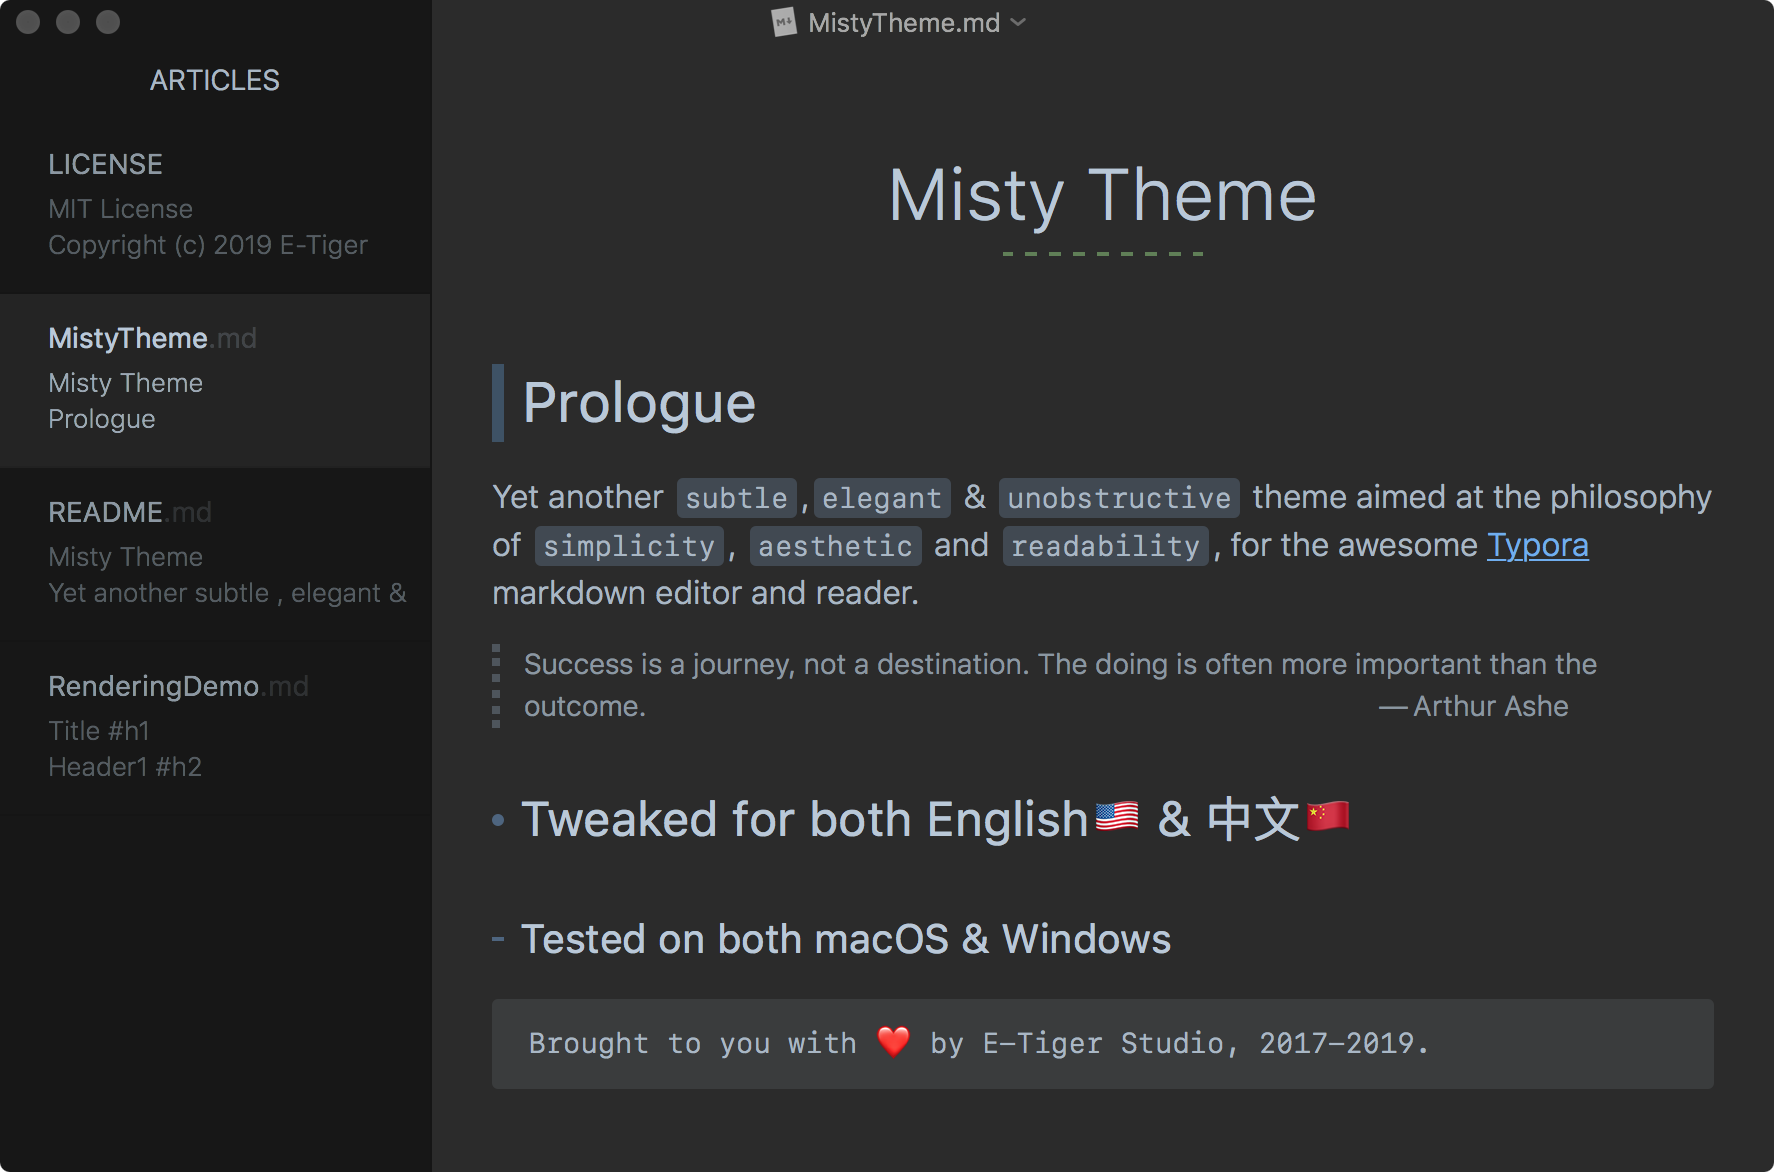 MistyTheme.md
ARTICLES
LICENSE
MIT License
Copyright (c) 2019 E-Tiger
MistyTheme.md
Misty Theme
Prologue
README.md
Misty Theme
Yet another subtle , elegant &
RenderingDemo.md
Title #h1
Header1 #h2
Misty Theme
Prologue
Yet another subtle, elegant & unobstructive theme aimed at the philosophy
of simplicity, aesthetic and readability, for the awesome Typora
markdown editor and reader.
Success is a journey, not a destination. The doing is often more important than the
outcome. — Arthur Ashe
• Tweaked for both English🇺🇸 & 中文🇨🇳
- Tested on both macOS & Windows
Brought to you with ❤️ by E-Tiger Studio, 2017-2019.